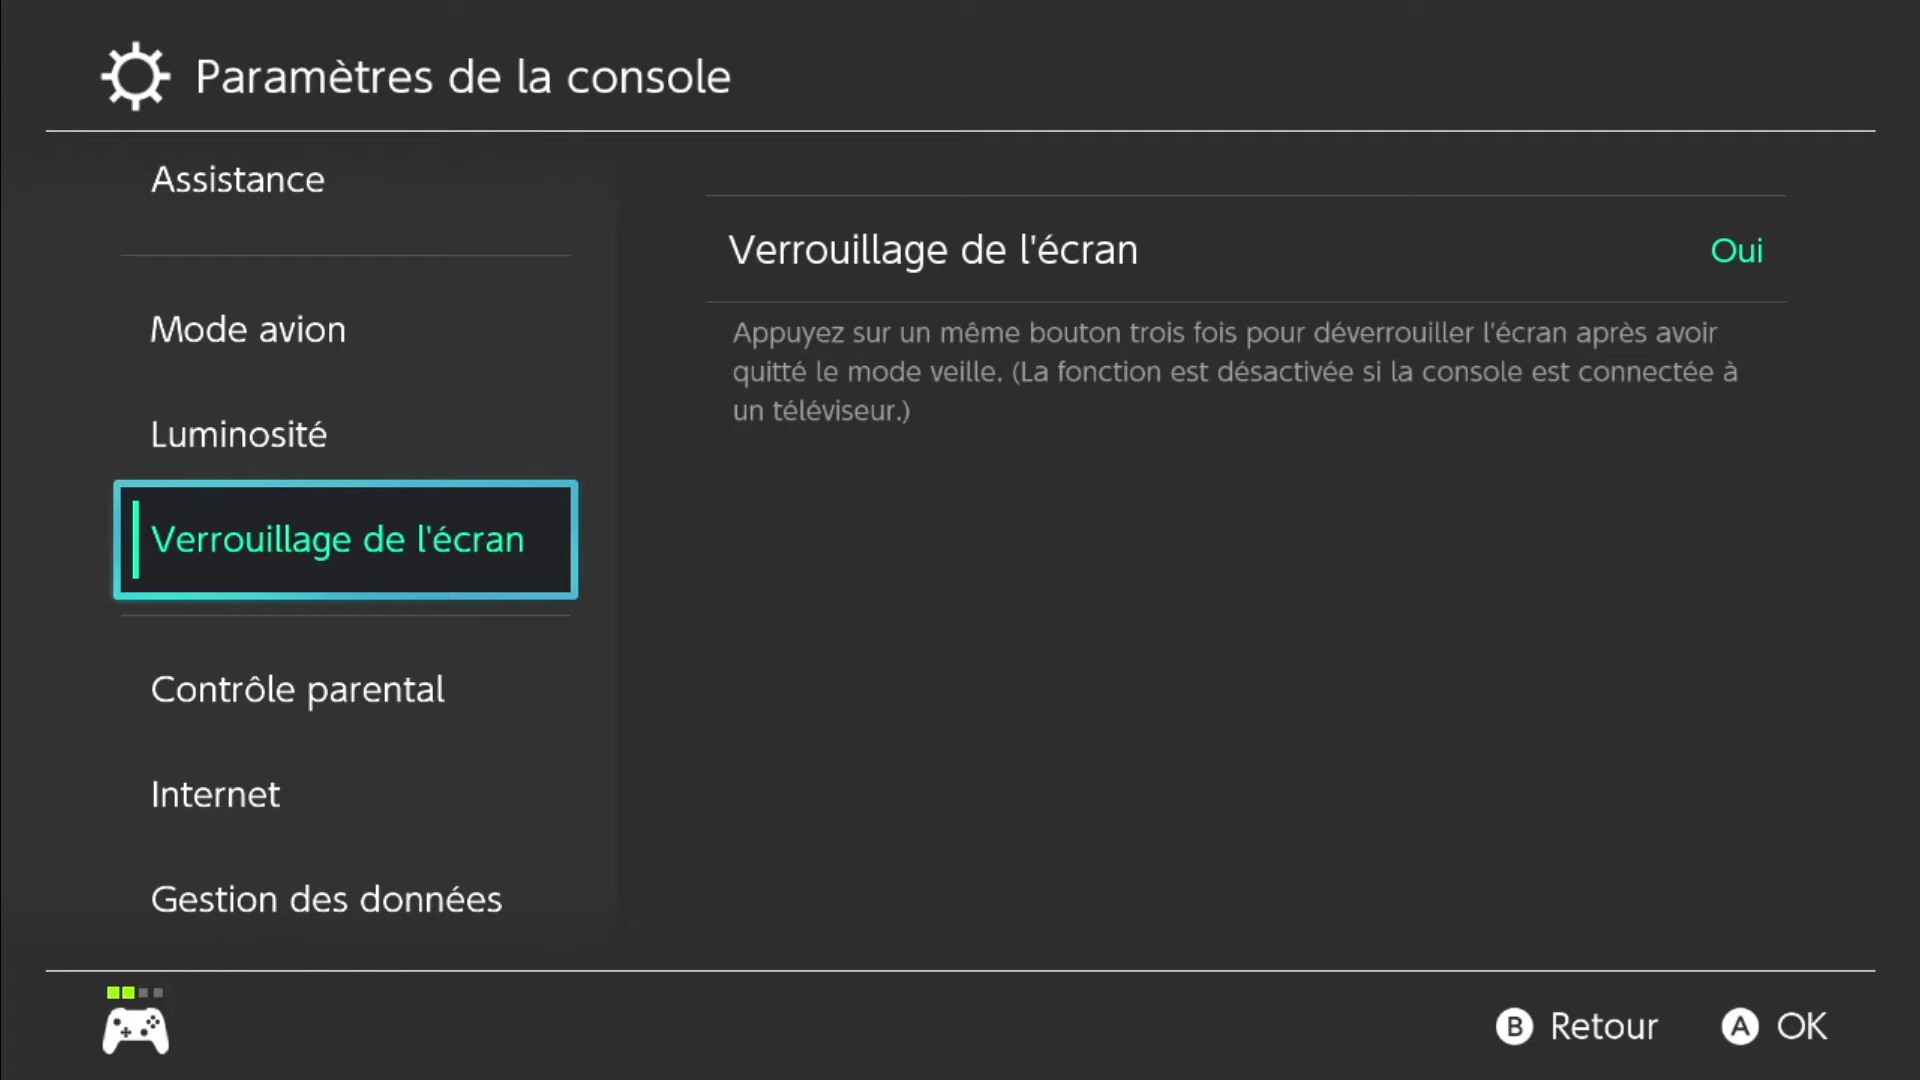 Paramètres de la console
Assistance
Mode avion
Luminosité
Verrouillage de l'écran
Contrôle parental
Internet
Gestion des données
Verrouillage de l'écran Oui
Appuyez sur un même bouton trois fois pour déverrouiller l'écran après avoir
quitté le mode veille. (La fonction est désactivée si la console est connectée à
un téléviseur.)
B Retour A OK